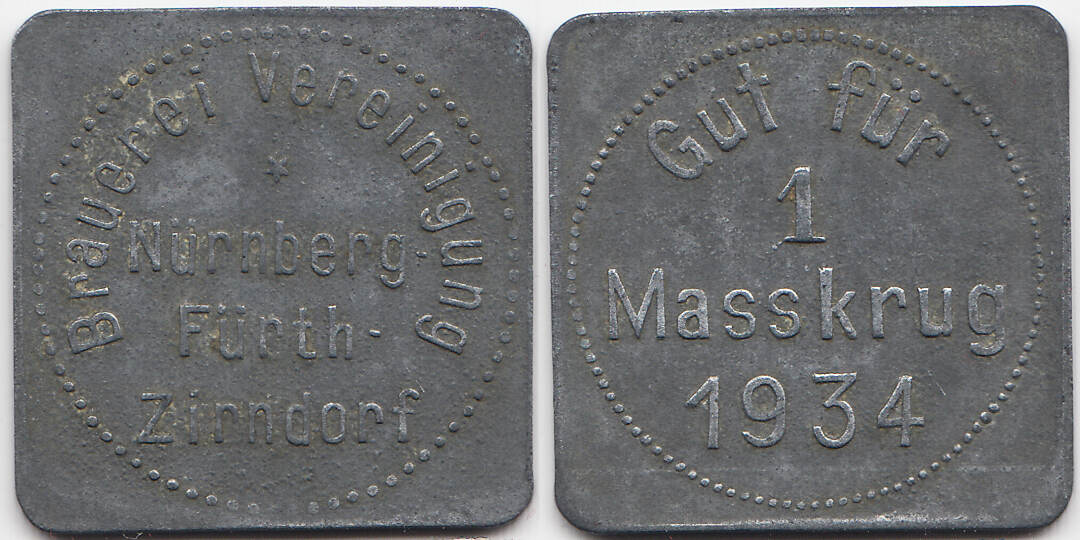 Brauerei Vereinigung
Nürnberg-
Fürth-
Zirndorf
Gut für
1
Masskrug
1934